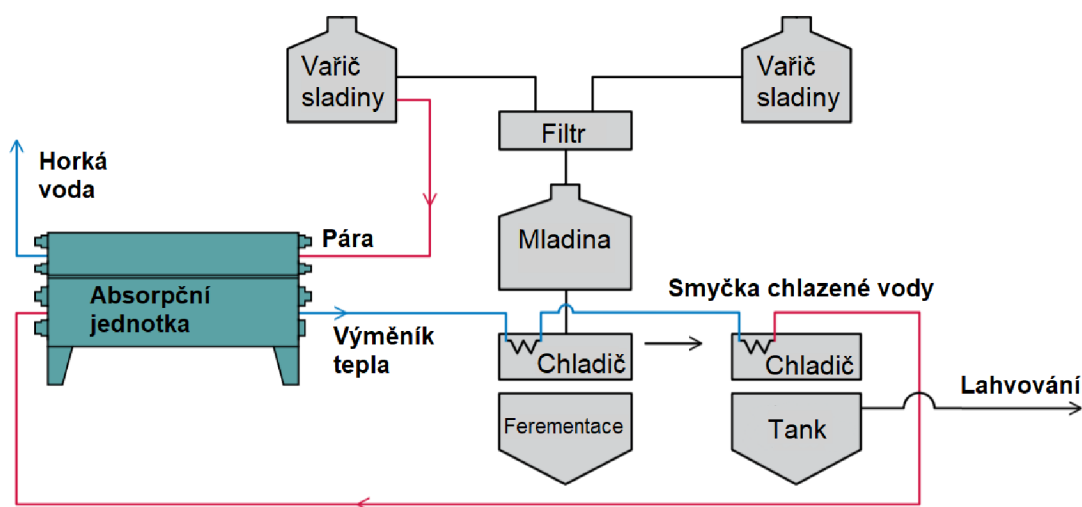 Vařič
sladiny
Vařič
sladiny
Filtr
Horká
voda
Pára
Mladina
Absorpční
jednotka
Výměník
tepla
Smyčka chlazené vody
Chladič
Chladič
Lahvování
Ferementace
Tank